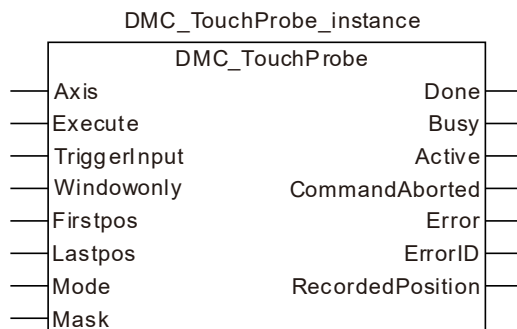 DMC_TouchProbe_instance
DMC_TouchProbe
Axis Done
Execute Busy
TriggerInput Active
Windowonly CommandAborted
Firstpos Error
Lastpos ErrorID
Mode RecordedPosition
Mask